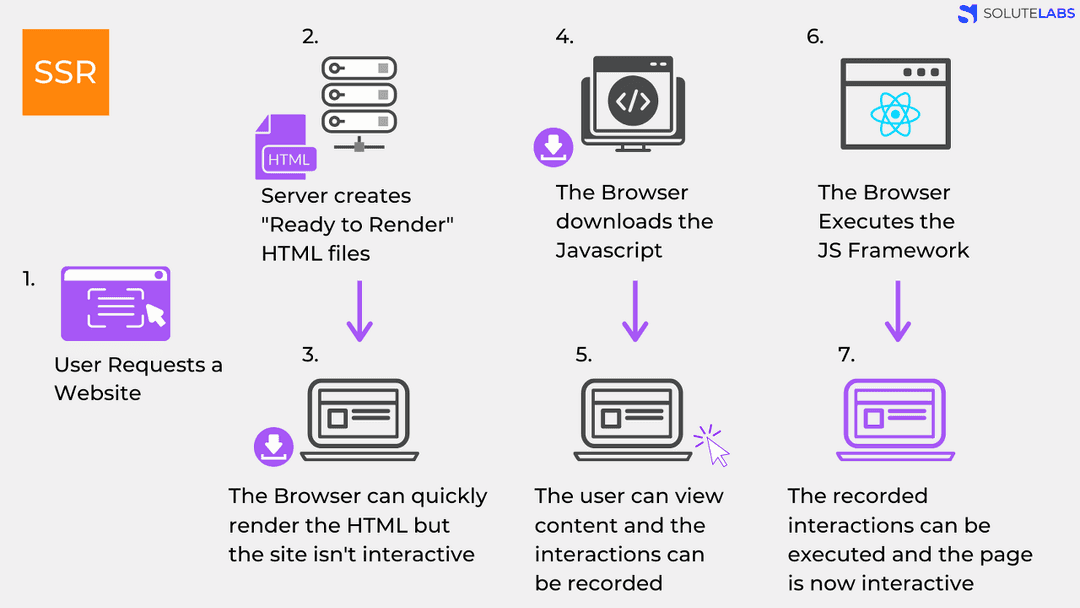 SOLUTELABS
SSR
1.
User Requests a
Website
2.
HTML
Server creates
"Ready to Render"
HTML files
3.
The Browser can quickly
render the HTML but
the site isn't interactive
4.
</>
The Browser
downloads the
Javascript
5.
The user can view
content and the
interactions can
be recorded
6.
The Browser
Executes the
JS Framework
7.
The recorded
interactions can be
executed and the page
is now interactive